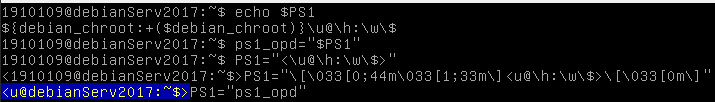 1910109@debianServ2017:~$ echo $PS1
${debian_chroot:+($debian_chroot)}\u@\h:\w\$
1910109@debianServ2017:~$ ps1_opd="$PS1"
1910109@debianServ2017:~$ PS1="<\u@\h:\w\$>"
<1910109@debianServ2017:~$>PS1="\[\033[0;44m\033[1;33m\]<u@\h:\w\$>\[\033[0m\]"
<u@debianServ2017:~$>PS1="ps1_opd"